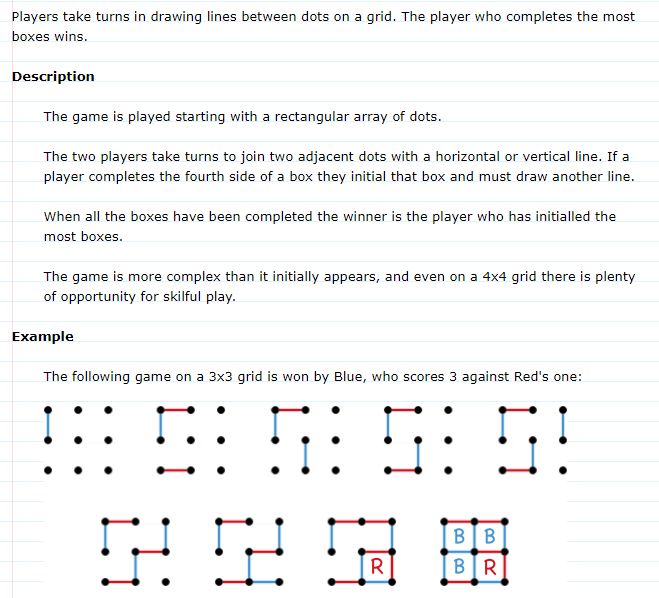 Players take turns in drawing lines between dots on a grid. The player who completes the most
boxes wins.
Description
The game is played starting with a rectangular array of dots.
The two players take turns to join two adjacent dots with a horizontal or vertical line. If a
player completes the fourth side of a box they initial that box and must draw another line.
When all the boxes have been completed the winner is the player who has initialled the
most boxes.
The game is more complex than it initially appears, and even on a 4x4 grid there is plenty
of opportunity for skilful play.
Example
The following game on a 3x3 grid is won by Blue, who scores 3 against Red's one:
B B
R B R